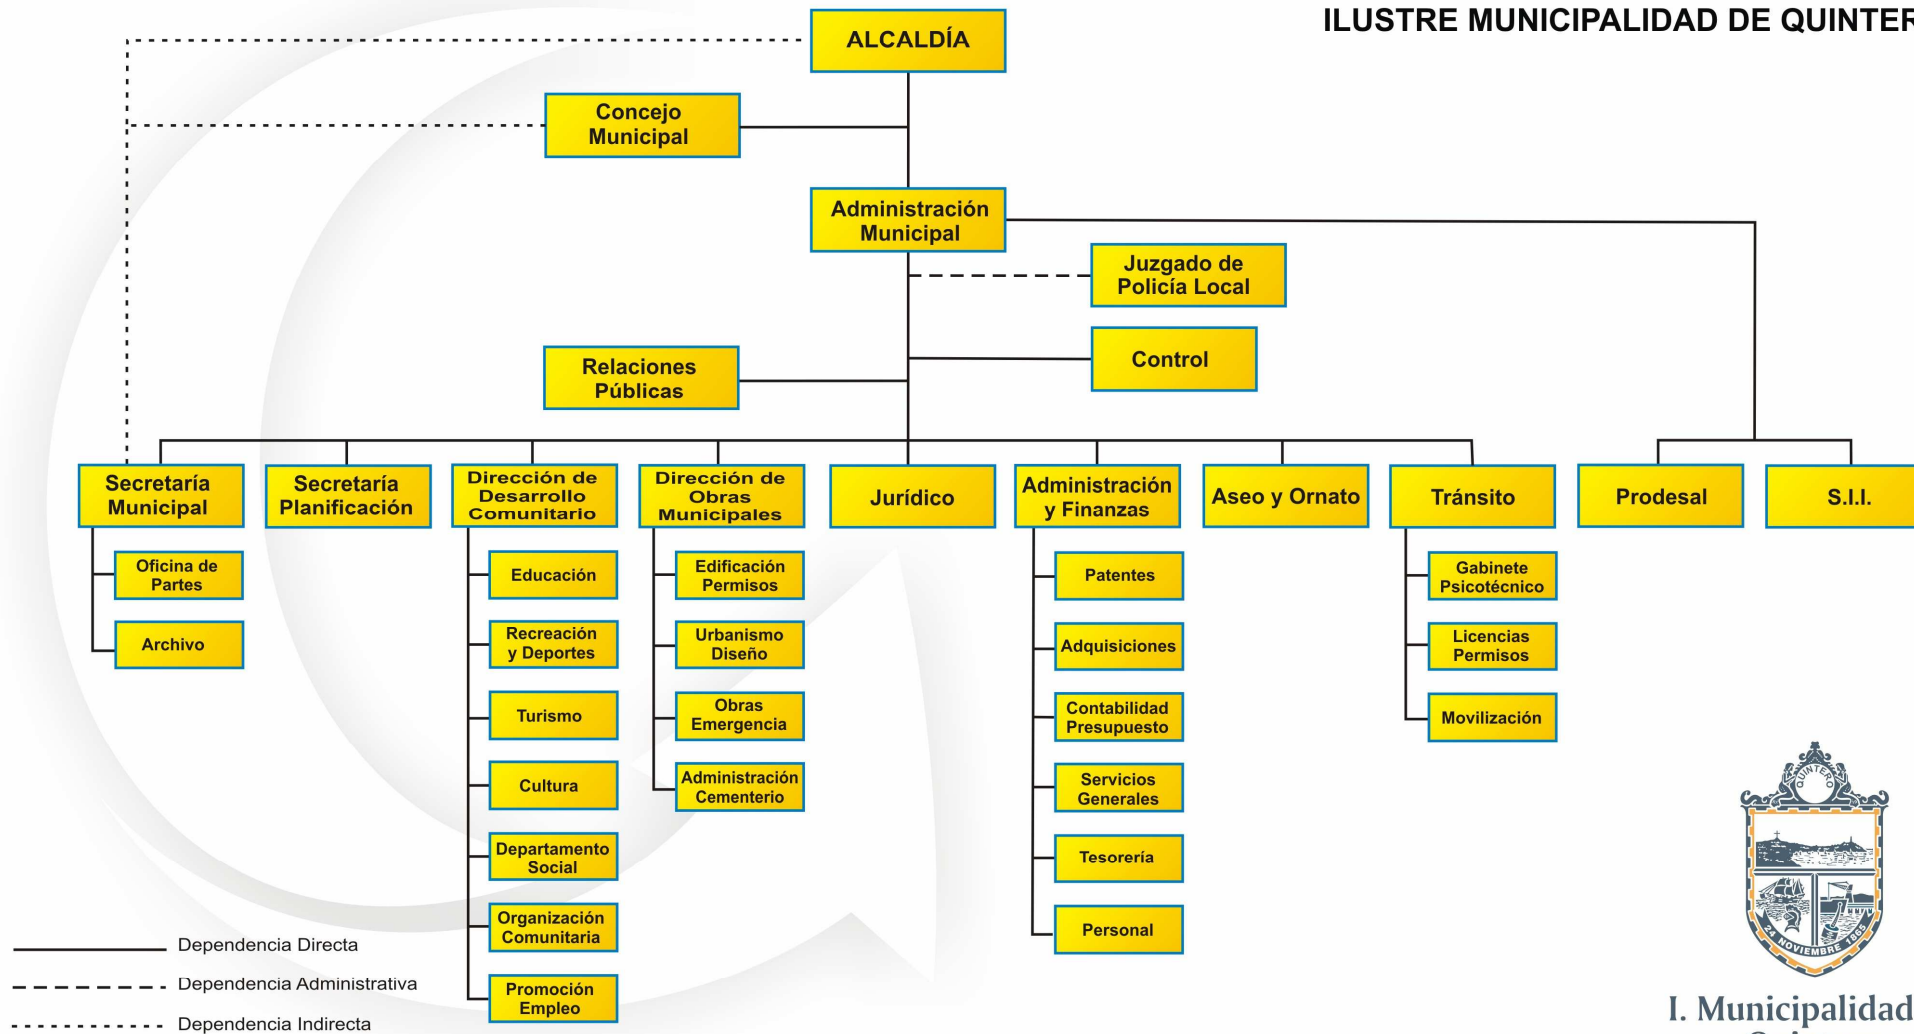 ILUSTRE MUNICIPALIDAD DE QUINTER
ALCALDÍA
Concejo
Municipal
Administración
Municipal
Juzgado de
Policía Local
Control
Relaciones
Públicas
Secretaría
Municipal
Secretaría
Planificación
Dirección de
Desarrollo
Comunitario
Dirección de
Obras
Municipales
Jurídico
Administración
y Finanzas
Aseo y Ornato
Tránsito
Prodesal
S.I.I.
Oficina de
Partes
Archivo
Educación
Recreación
y Deportes
Turismo
Cultura
Departamento
Social
Organización
Comunitaria
Promoción
Empleo
Edificación
Permisos
Urbanismo
Diseño
Obras
Emergencia
Administración
Cementerio
Patentes
Adquisiciones
Contabilidad
Presupuesto
Servicios
Generales
Tesorería
Personal
Gabinete
Psicotécnico
Licencias
Permisos
Movilización
Dependencia Directa
Dependencia Administrativa
Dependencia Indirecta
QUINTERO
24 NOVIEMBRE 1865
I. Municipalidad